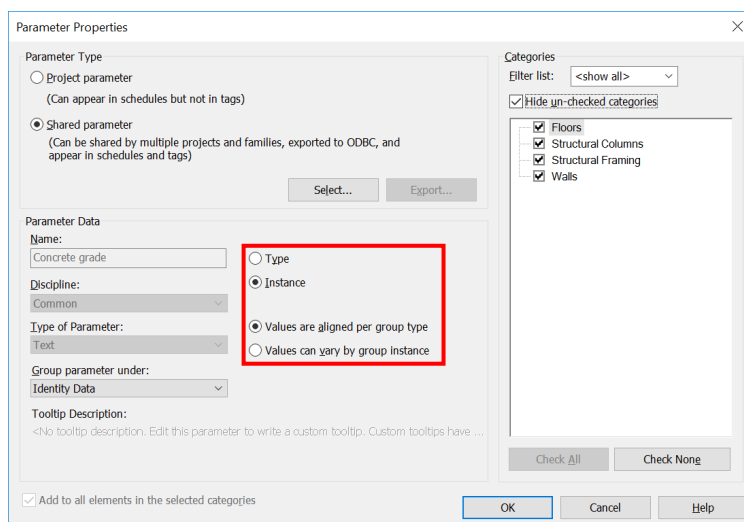 Parameter Properties
Parameter Type
Project parameter
(Can appear in schedules but not in tags)
Shared parameter
(Can be shared by multiple projects and families, exported to ODBC, and
appear in schedules and tags)
Select...
Export...
Parameter Data
Name:
Concrete grade
Discipline:
Common
Type of Parameter:
Text
Group parameter under:
Identity Data
Type
Instance
Values are aligned per group type
Values can vary by group instance
Tooltip Description:
<No tooltip description. Edit this parameter to write a custom tooltip. Custom tooltips have ...
Add to all elements in the selected categories
Categories
Filter list:
<show all>
Hide un-checked categories
Floors
Structural Columns
Structural Framing
Walls
Check All
Check None
OK
Cancel
Help